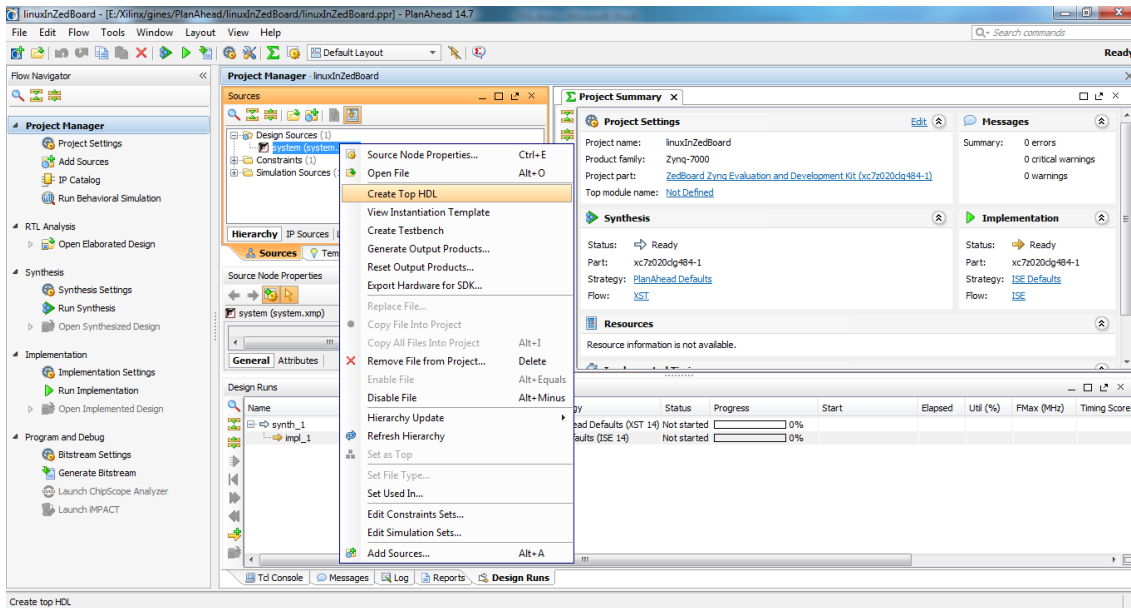 linuxInZedBoard - [E:/Xilinx/gines/PlanAhead/linuxInZedBoard/linuxInZedBoard.ppr] - PlanAhead 14.7
File Edit Flow Tools Window Layout View Help
Search commands
Default Layout
Ready
Flow Navigator
Project Manager
Project Settings
Add Sources
IP Catalog
Run Behavioral Simulation
RTL Analysis
Open Elaborated Design
Synthesis
Synthesis Settings
Run Synthesis
Open Synthesized Design
Implementation
Implementation Settings
Run Implementation
Open Implemented Design
Program and Debug
Bitstream Settings
Generate Bitstream
Launch ChipScope Analyzer
Launch iMPACT
Project Manager - linuxInZedBoard
Sources
Design Sources (1)
system (system.
Constraints (1)
Simulation Sources (
Hierarchy IP Sources
Sources Tem
Source Node Properties
system (system.xmp)
General Attributes
Source Node Properties... Ctrl+E
Open File Alt+O
Create Top HDL
View Instantiation Template
Create Testbench
Generate Output Products...
Reset Output Products...
Export Hardware for SDK...
Replace File...
Copy File Into Project
Copy All Files Into Project Alt+I
Remove File from Project... Delete
Enable File Alt+Equals
Disable File Alt+Minus
Hierarchy Update
Refresh Hierarchy
Set as Top
Set File Type...
Set Used In...
Edit Constraints Sets...
Edit Simulation Sets...
Add Sources... Alt+A
Project Summary
Project Settings Edit
Project name: linuxInZedBoard
Product family: Zynq-7000
Project part: ZedBoard Zynq Evaluation and Development Kit (xc7z020clg484-1)
Top module name: Not Defined
Messages
Summary: 0 errors
0 critical warnings
0 warnings
Synthesis
Status: Ready
Part: xc7z020clg484-1
Strategy: PlanAhead Defaults
Flow: XST
Implementation
Status: Ready
Part: xc7z020clg484-1
Strategy: ISE Defaults
Flow: ISE
Resources
Resource information is not available.
Design Runs
Name gy Status Progress Start Elapsed Util (%) FMax (MHz) Timing Score
synth_1 ead Defaults (XST 14) Not started 0%
impl_1 aults (ISE 14) Not started 0%
Tcl Console Messages Log Reports Design Runs
Create top HDL